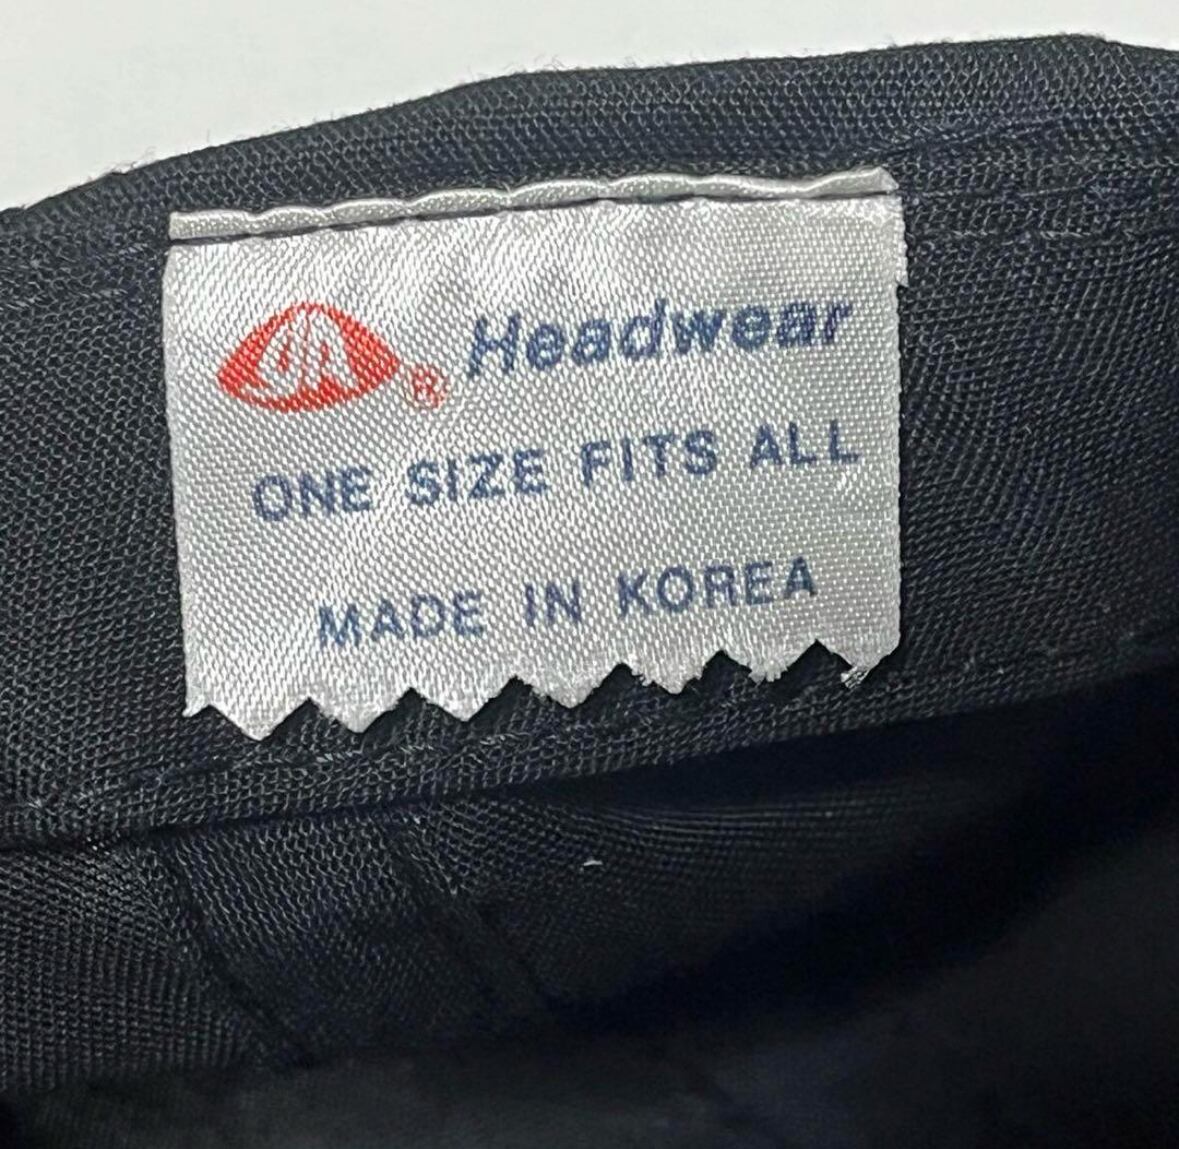 ® Headwear
ONE SIZE FITS ALL
MADE IN KOREA